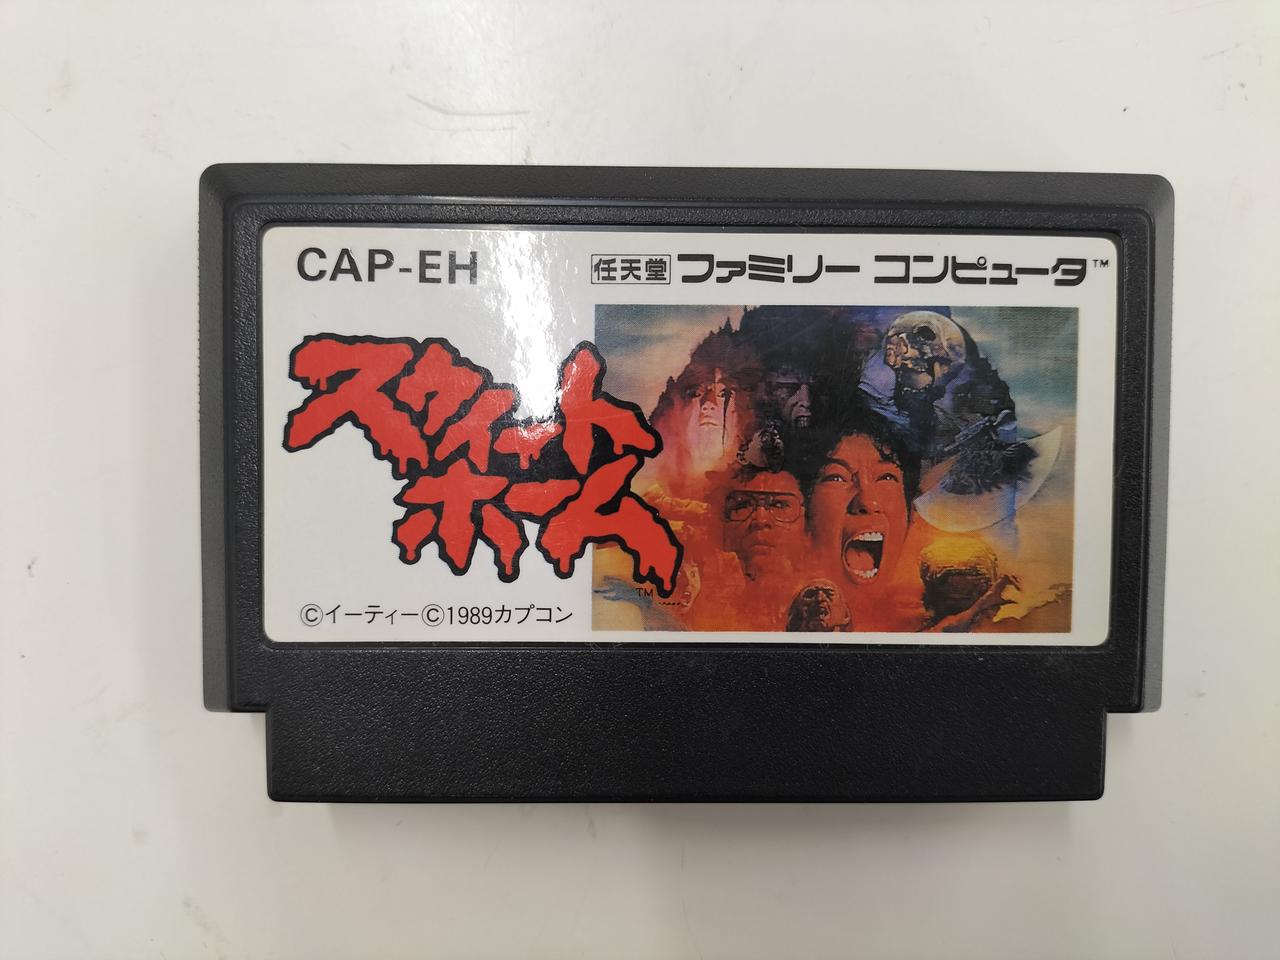 CAP-EH
任天堂 ファミリー コンピュータ™
スウィート
ホーム
TM
©イーティー©1989カプコン